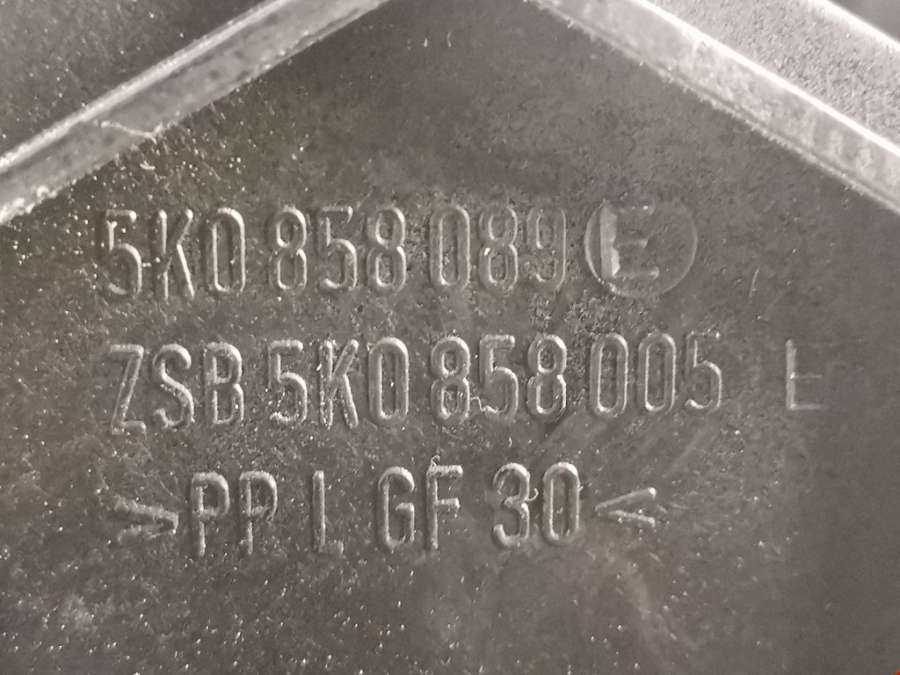 5K0 858 089 E
ZSB 5K0 858 005 E
>PP L GF 30<